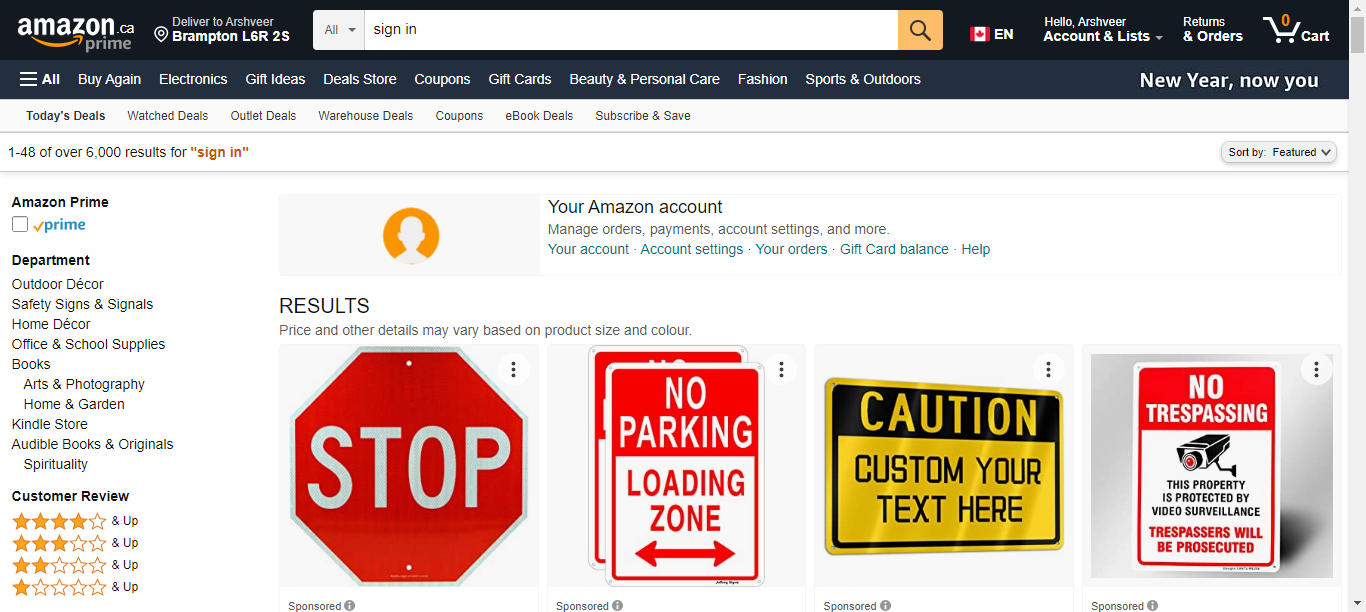 amazon.ca
prime
Deliver to Arshveer
Brampton L6R 2S
All
sign in
EN
Hello, Arshveer
Account & Lists
Returns
& Orders
0
Cart
All
Buy Again
Electronics
Gift Ideas
Deals Store
Coupons
Gift Cards
Beauty & Personal Care
Fashion
Sports & Outdoors
New Year, now you
Today's Deals
Watched Deals
Outlet Deals
Warehouse Deals
Coupons
eBook Deals
Subscribe & Save
1-48 of over 6,000 results for "sign in"
Sort by: Featured
Amazon Prime
prime
Department
Outdoor Décor
Safety Signs & Signals
Home Décor
Office & School Supplies
Books
Arts & Photography
Home & Garden
Kindle Store
Audible Books & Originals
Spirituality
Customer Review
& Up
& Up
& Up
& Up
Your Amazon account
Manage orders, payments, account settings, and more.
Your account · Account settings · Your orders · Gift Card balance · Help
RESULTS
Price and other details may vary based on product size and colour.
STOP
Sponsored
NO
PARKING
LOADING
ZONE
Sponsored
CAUTION
CUSTOM YOUR
TEXT HERE
Sponsored
NO
TRESPASSING
THIS PROPERTY
IS PROTECTED BY
VIDEO SURVEILLANCE
TRESPASSERS WILL
BE PROSECUTED
Sponsored